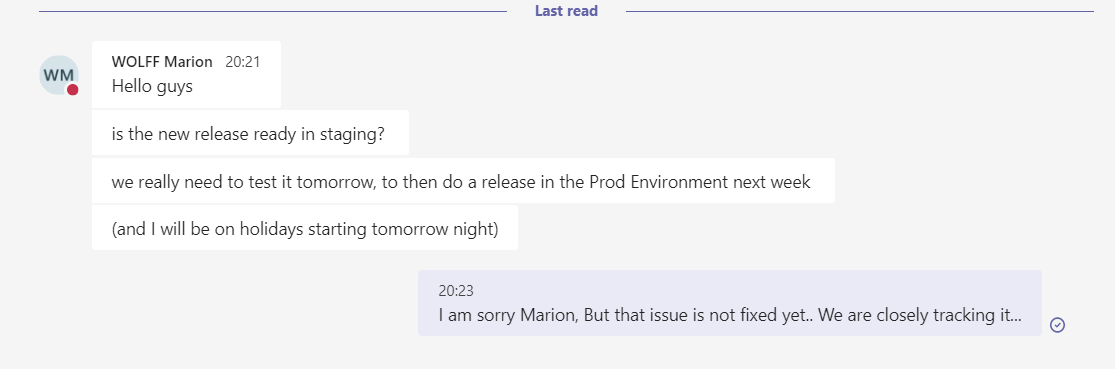 Last read
WM
WOLFF Marion 20:21
Hello guys
is the new release ready in staging?
we really need to test it tomorrow, to then do a release in the Prod Environment next week
(and I will be on holidays starting tomorrow night)
20:23
I am sorry Marion, But that issue is not fixed yet.. We are closely tracking it...